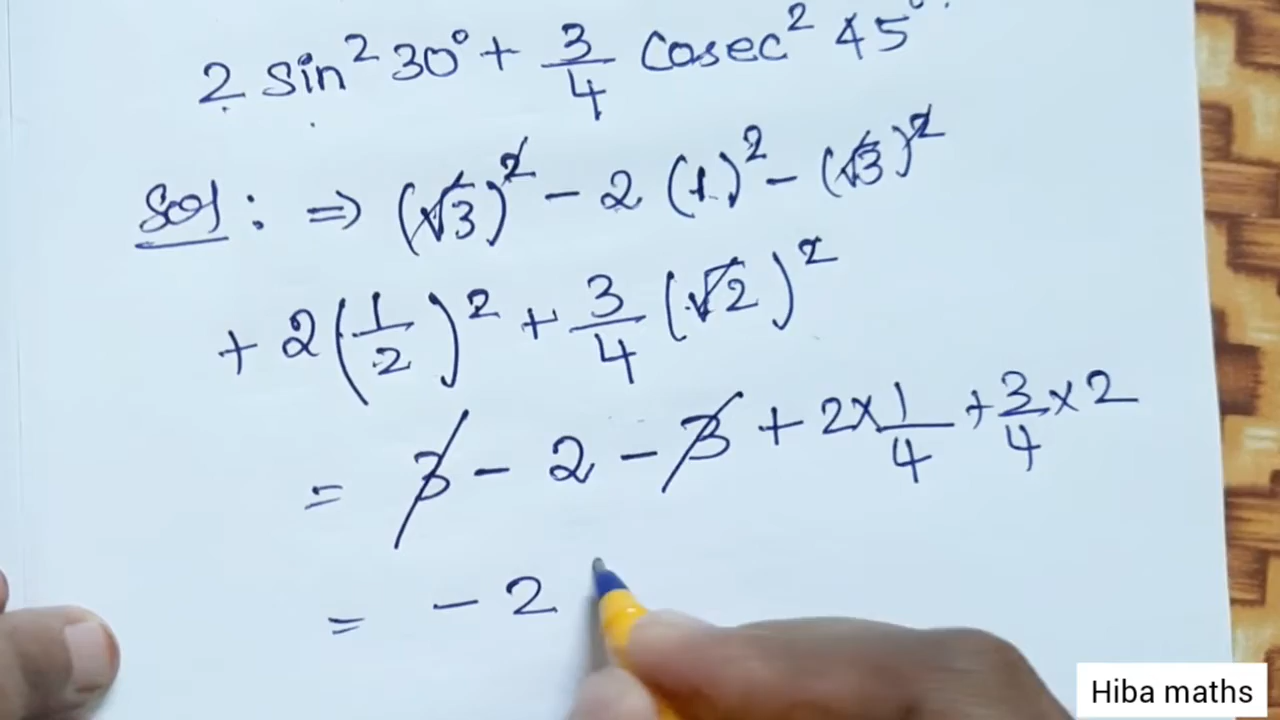 2 sin² 30° + 3/4 cosec² 45°
Sol : ⇒ (√3)² - 2 (1)² - (√3)²
+ 2(1/2)² + 3/4 (√2)²
= 3 - 2 - 3 + 2×1/4 + 3/4×2
= - 2
Hiba maths